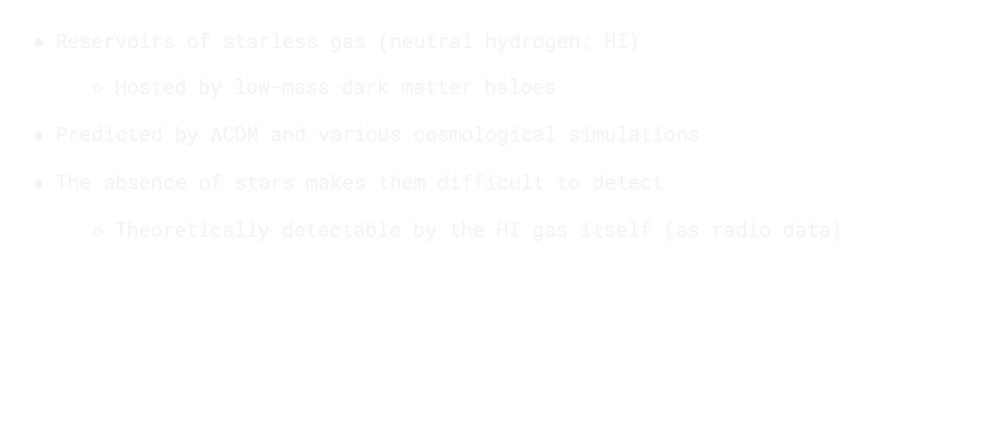 ● Reservoirs of starless gas (neutral hydrogen; HI)
○ Hosted by low-mass dark matter haloes
● Predicted by ΛCDM and various cosmological simulations
● The absence of stars makes them difficult to detect
○ Theoretically detectable by the HI gas itself (as radio data)